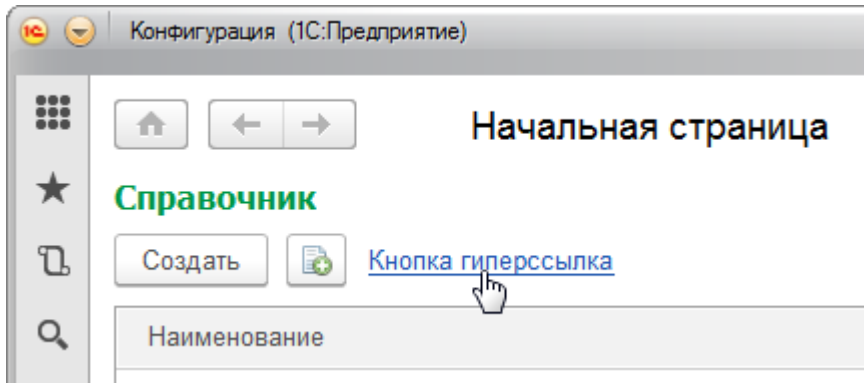 1С Конфигурация (1С:Предприятие)
Начальная страница
Справочник
Создать Кнопка гиперссылка
Наименование